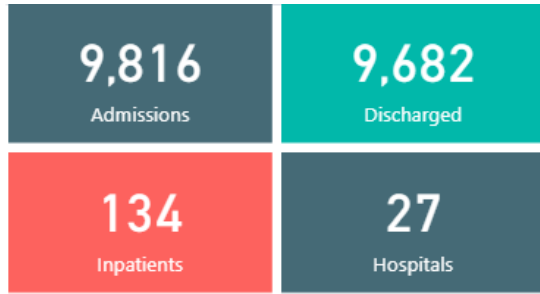 9,816
Admissions
9,682
Discharged
134
Inpatients
27
Hospitals